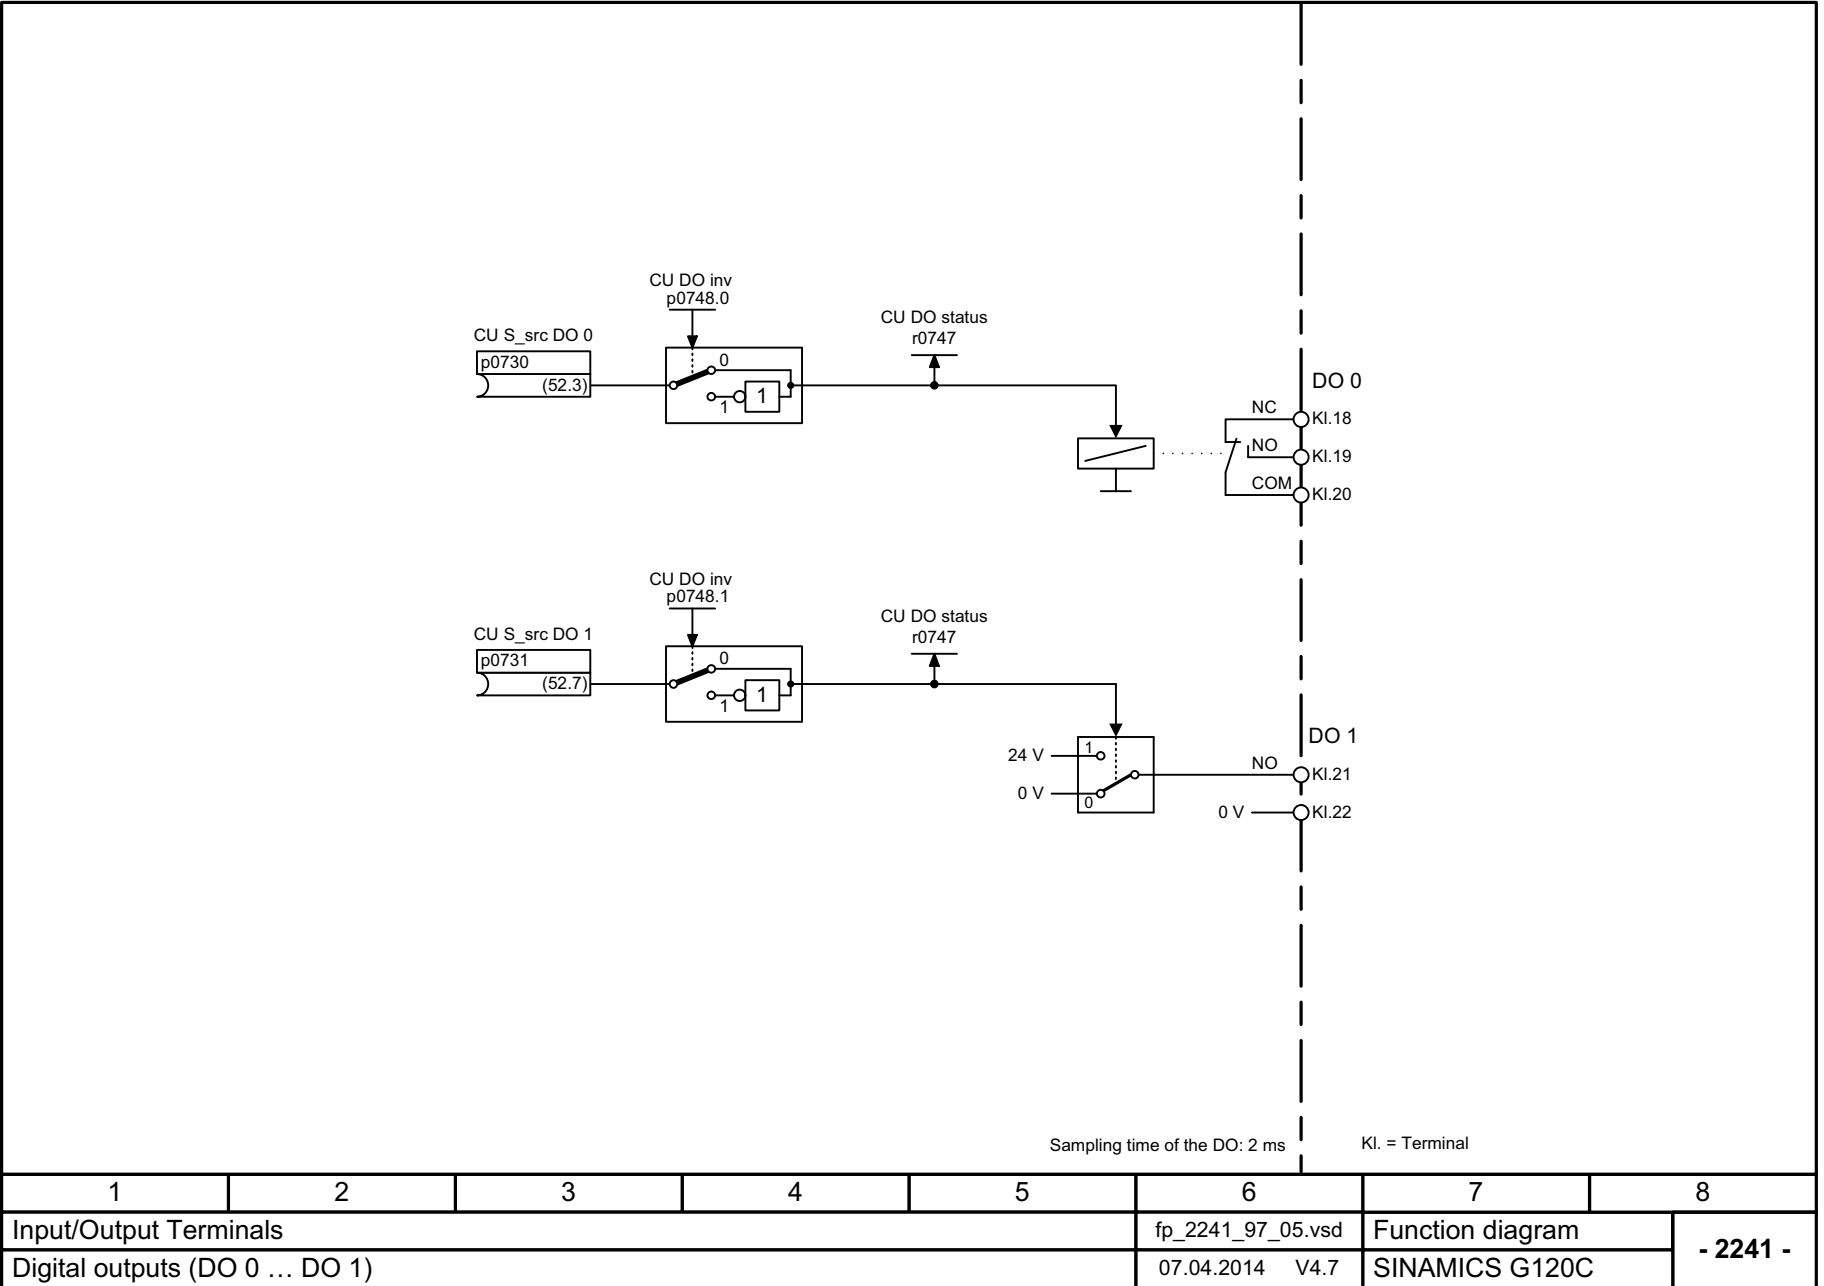 CU DO inv
p0748.0
CU S_src DO 0
p0730
(52.3)
0
1
1
CU DO status
r0747
DO 0
NC
Kl.18
NO
Kl.19
COM
Kl.20
CU DO inv
p0748.1
CU S_src DO 1
p0731
(52.7)
0
1
1
CU DO status
r0747
24 V
1
0 V
0
DO 1
NO
Kl.21
0 V
Kl.22
Sampling time of the DO: 2 ms
Kl. = Terminal
1 2 3 4 5 6 7 8
Input/Output Terminals
fp_2241_97_05.vsd
Function diagram
- 2241 -
Digital outputs (DO 0 … DO 1)
07.04.2014 V4.7
SINAMICS G120C